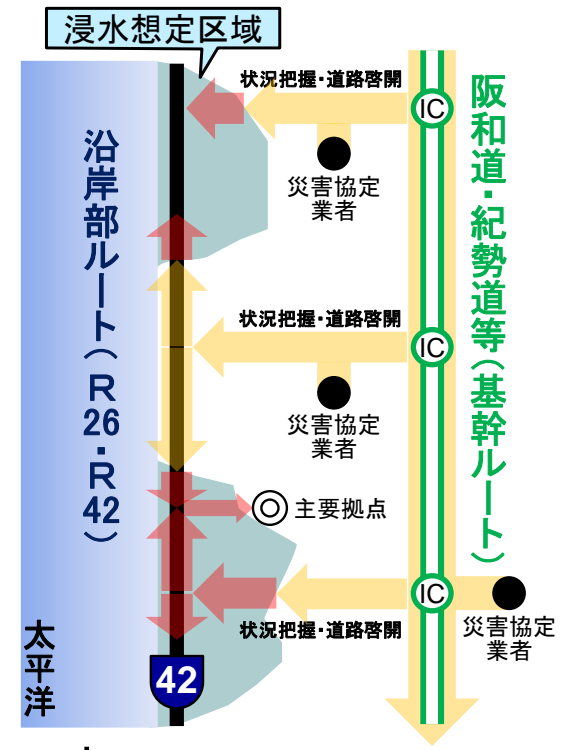 浸水想定区域
状況把握・道路啓開
IC
災害協定
業者
阪和道・紀勢道等(基幹ルート)
沿岸部ルート(R26・R42)
状況把握・道路啓開
IC
災害協定
業者
主要拠点
IC
状況把握・道路啓開
災害協定
業者
太平洋
42